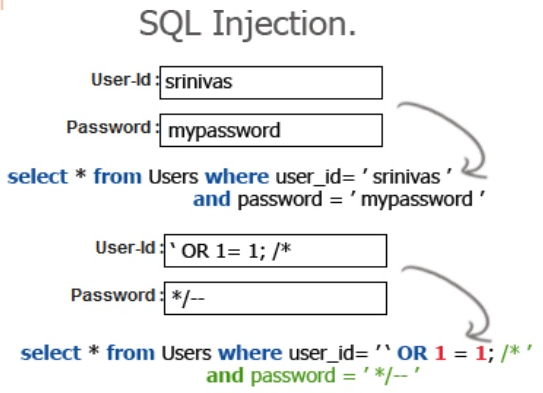 SQL Injection.
User-Id : srinivas
Password : mypassword
select * from Users where user_id= ' srinivas '
and password = ' mypassword '
User-Id : ` OR 1= 1; /*
Password : */--
select * from Users where user_id= '` OR 1 = 1; /* '
and password = ' */-- '